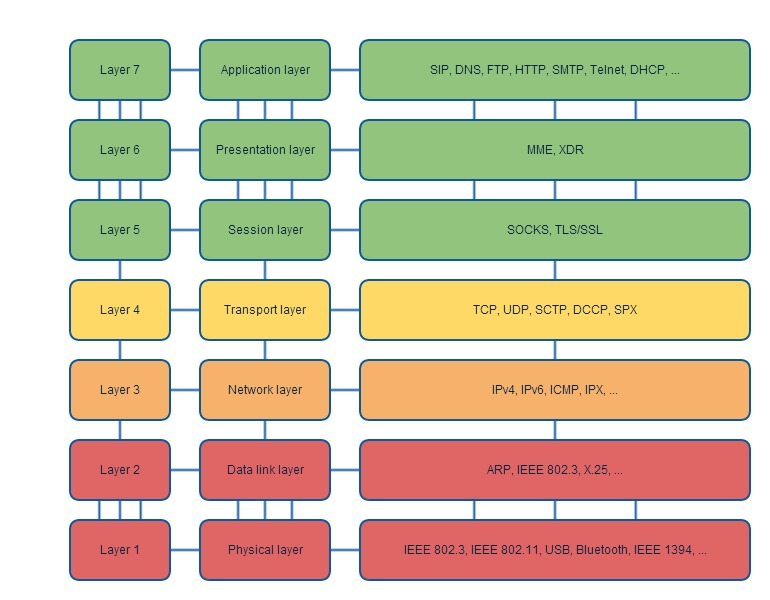 Layer 7
Application layer
SIP, DNS, FTP, HTTP, SMTP, Telnet, DHCP, ...
Layer 6
Presentation layer
MME, XDR
Layer 5
Session layer
SOCKS, TLS/SSL
Layer 4
Transport layer
TCP, UDP, SCTP, DCCP, SPX
Layer 3
Network layer
IPv4, IPv6, ICMP, IPX, ...
Layer 2
Data link layer
ARP, IEEE 802.3, X.25, ...
Layer 1
Physical layer
IEEE 802.3, IEEE 802.11, USB, Bluetooth, IEEE 1394, ...